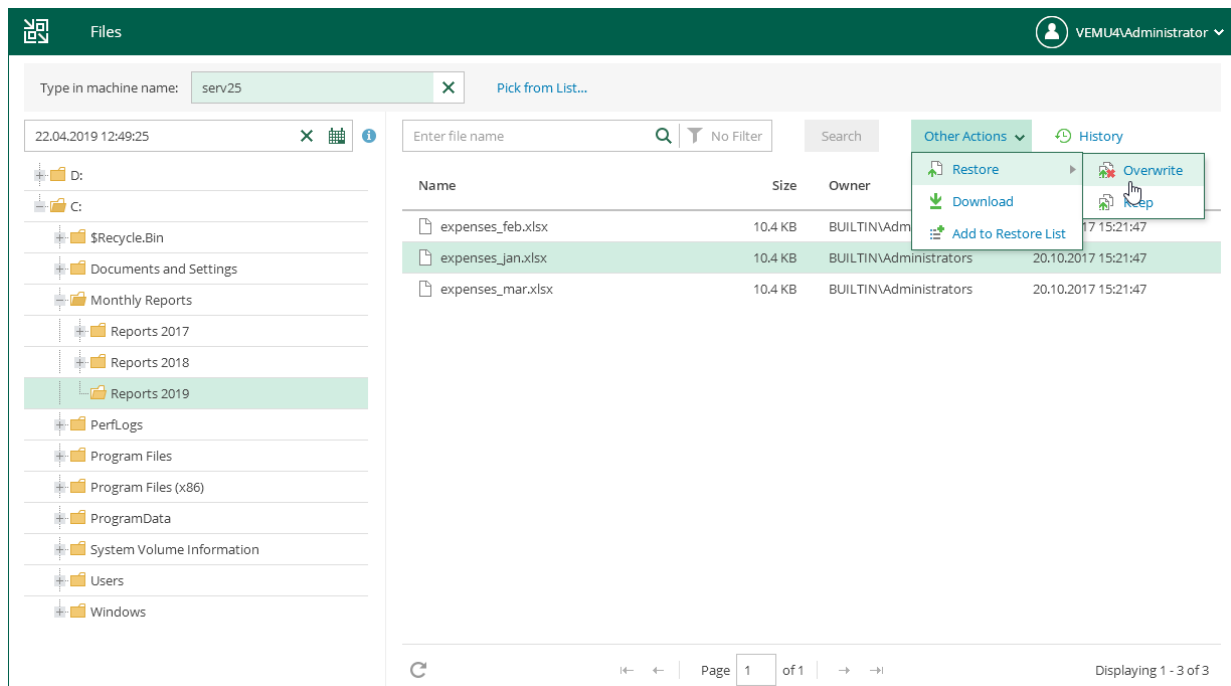 Files
VEMU4\Administrator
Type in machine name:
serv25
Pick from List...
22.04.2019 12:49:25
Enter file name
No Filter
Search
Other Actions
History
D:
C:
$Recycle.Bin
Documents and Settings
Monthly Reports
Reports 2017
Reports 2018
Reports 2019
PerfLogs
Program Files
Program Files (x86)
ProgramData
System Volume Information
Users
Windows
Restore
Download
Add to Restore List
Overwrite
Keep
Name Size Owner
expenses_feb.xlsx 10.4 KB BUILTIN\Adm 17 15:21:47
expenses_jan.xlsx 10.4 KB BUILTIN\Administrators 20.10.2017 15:21:47
expenses_mar.xlsx 10.4 KB BUILTIN\Administrators 20.10.2017 15:21:47
Page 1 of 1
Displaying 1 - 3 of 3